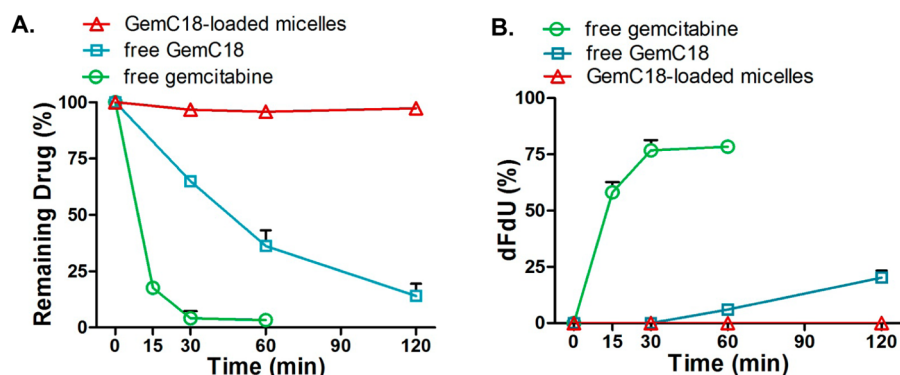 A.
GemC18-loaded micelles
free GemC18
free gemcitabine
Remaining Drug (%)
100
75
50
25
0
0 15 30 60 90 120
Time (min)
B.
free gemcitabine
free GemC18
GemC18-loaded micelles
dFdU (%)
100
75
50
25
0
0 15 30 60 90 120
Time (min)